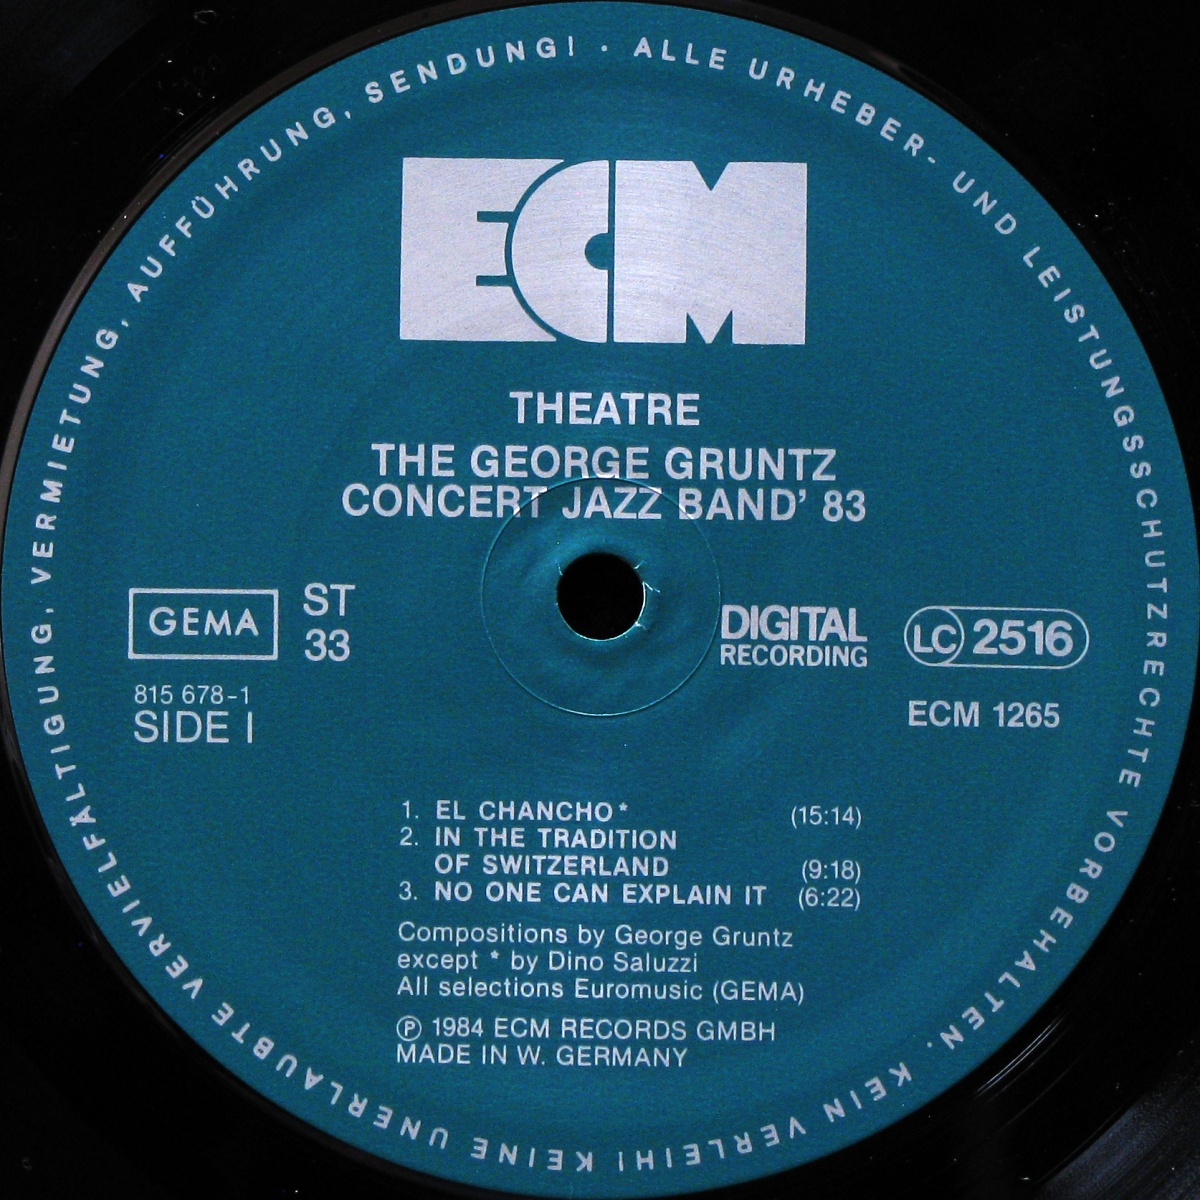 ALLE URHEBER- UND LEISTUNGSSCHUTZRECHTE VORBEHALTEN. KEIN VERLEIH! KEINE UNERLAUBTE VERVIELFÄLTIGUNG, VERMIETUNG, AUFFÜHRUNG, SENDUNG! ·
ECM
THEATRE
THE GEORGE GRUNTZ
CONCERT JAZZ BAND' 83
GEMA
ST
33
DIGITAL
RECORDING
LC 2516
815 678-1
SIDE I
ECM 1265
1. EL CHANCHO* (15:14)
2. IN THE TRADITION
OF SWITZERLAND (9:18)
3. NO ONE CAN EXPLAIN IT (6:22)
Compositions by George Gruntz
except * by Dino Saluzzi
All selections Euromusic (GEMA)
Ⓟ 1984 ECM RECORDS GMBH
MADE IN W. GERMANY